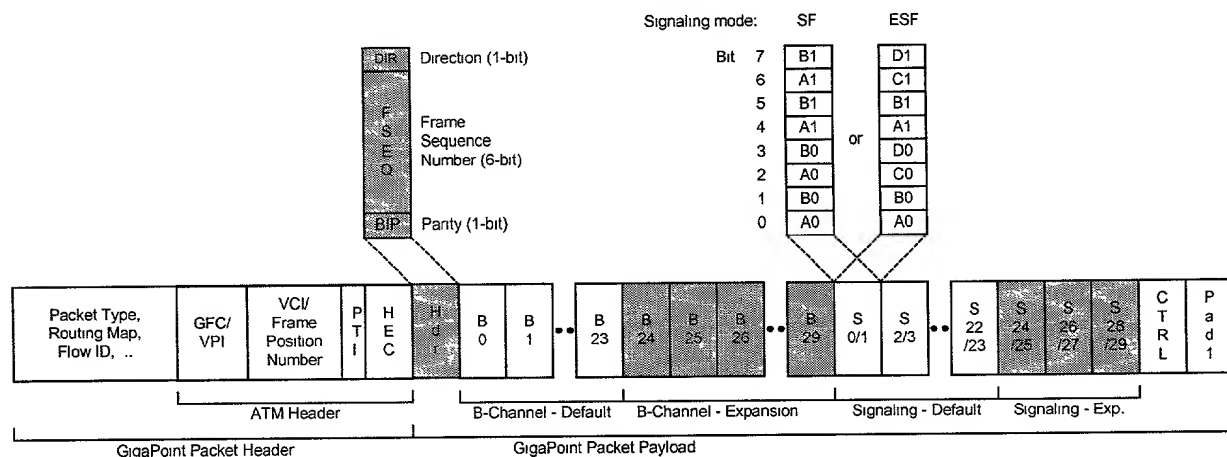 Signaling mode: SF ESF
DIR Direction (1-bit)
Bit 7 B1 D1
6 A1 C1
5 B1 B1
4 A1 A1
or
3 B0 D0
2 A0 C0
1 B0 B0
0 A0 A0
F
S
E
Q
Frame
Sequence
Number (6-bit)
BIP Parity (1-bit)
Packet Type,
Routing Map,
Flow ID, ..
GFC/
VPI
VCI/
Frame
Position
Number
P
T
I
H
E
C
H
d
r
B
0
B
1
B
23
B
24
B
25
B
26
B
29
S
0/1
S
2/3
S
22
/23
S
24
/25
S
26
/27
S
28
/29
C
T
R
L
P
a
d
1
ATM Header
B-Channel - Default
B-Channel - Expansion
Signaling - Default
Signaling - Exp.
GigaPoint Packet Header
GigaPoint Packet Payload